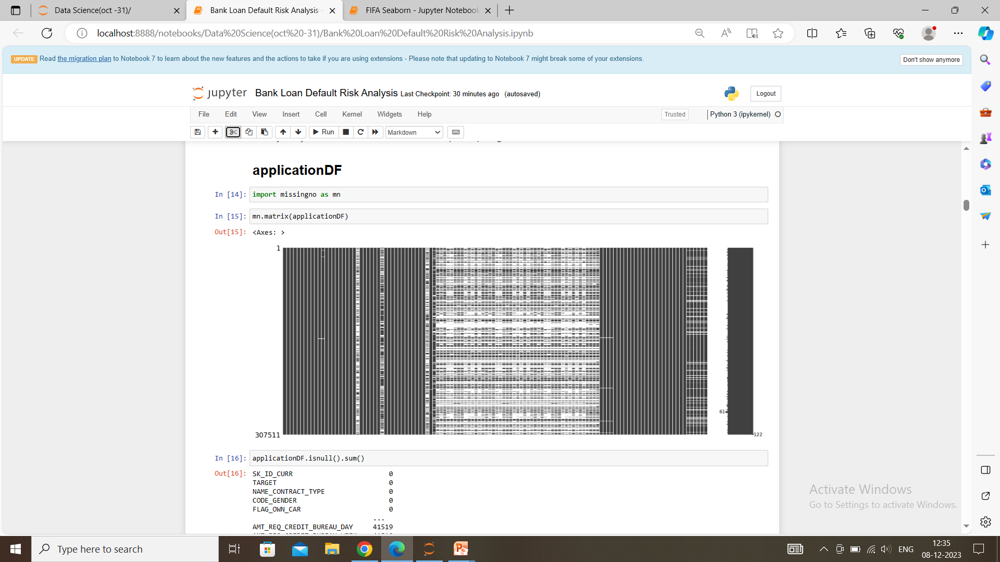 Data Science(oct -31)/
Bank Loan Default Risk Analysis -
FIFA Seaborn - Jupyter Notebook
localhost:8888/notebooks/Data%20Science(oct%20-31)/Bank%20Loan%20Default%20Risk%20Analysis.ipynb
UPDATE Read the migration plan to Notebook 7 to learn about the new features and the actions to take if you are using extensions - Please note that updating to Notebook 7 might break some of your extensions.
Don't show anymore
jupyter Bank Loan Default Risk Analysis Last Checkpoint: 30 minutes ago (autosaved)
Logout
File Edit View Insert Cell Kernel Widgets Help
Trusted
Python 3 (ipykernel)
Run
Markdown
applicationDF
In [14]: import missingno as mn
In [15]: mn.matrix(applicationDF)
Out[15]: <Axes: >
1
61
307511
122
In [16]: applicationDF.isnull().sum()
Out[16]: SK_ID_CURR 0
TARGET 0
NAME_CONTRACT_TYPE 0
CODE_GENDER 0
FLAG_OWN_CAR 0
...
AMT_REQ_CREDIT_BUREAU_DAY 41519
Activate Windows
Go to Settings to activate Windows.
Type here to search
ENG
12:35
08-12-2023